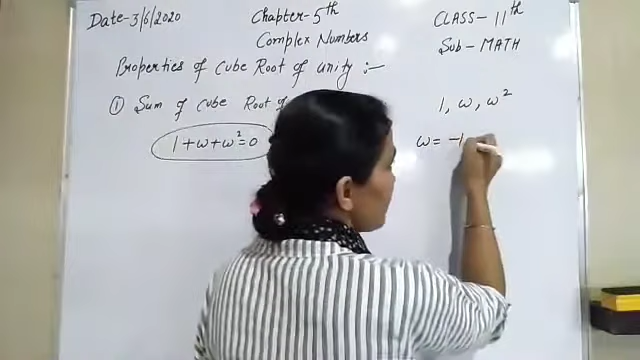 Date-3/6/2020 Chapter-5th CLASS-11th
Complex Numbers Sub-MATH
Properties of Cube Root of unity :-
① Sum of cube Root of 1, ω, ω²
1+ω+ω²=0 ω= -1